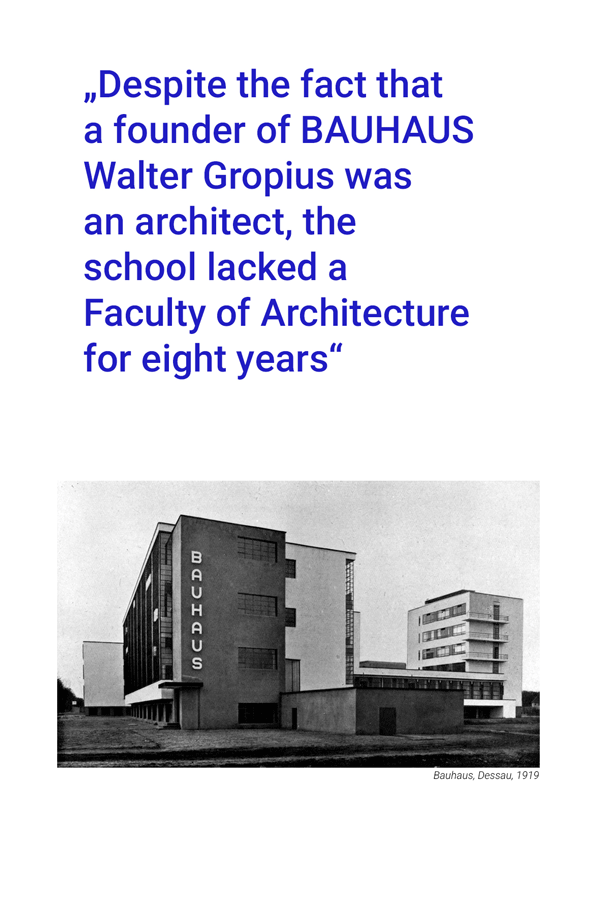 „Despite the fact that
a founder of BAUHAUS
Walter Gropius was
an architect, the
school lacked a
Faculty of Architecture
for eight years“
BAUHAUS
Bauhaus, Dessau, 1919